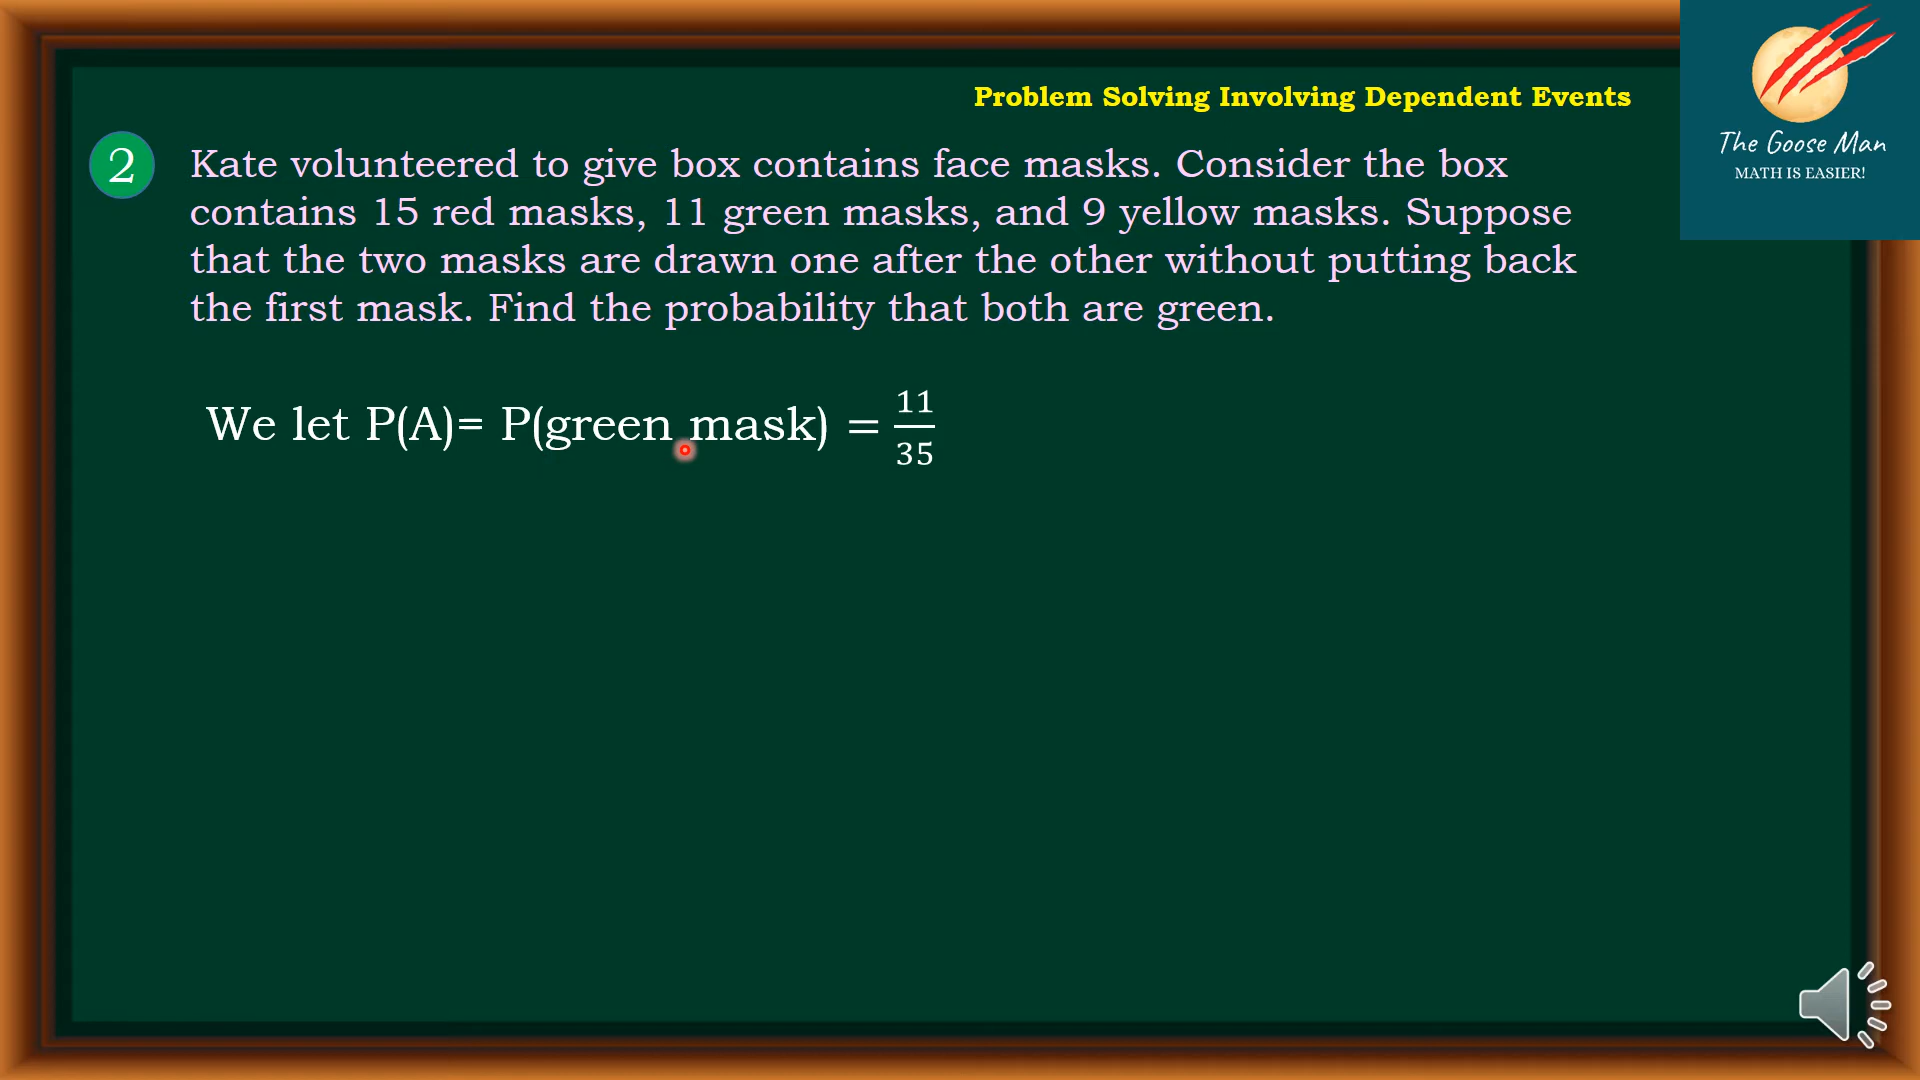 Problem Solving Involving Dependent Events
The Goose Man
MATH IS EASIER!
2
Kate volunteered to give box contains face masks. Consider the box
contains 15 red masks, 11 green masks, and 9 yellow masks. Suppose
that the two masks are drawn one after the other without putting back
the first mask. Find the probability that both are green.
We let P(A)= P(green mask) = 11/35